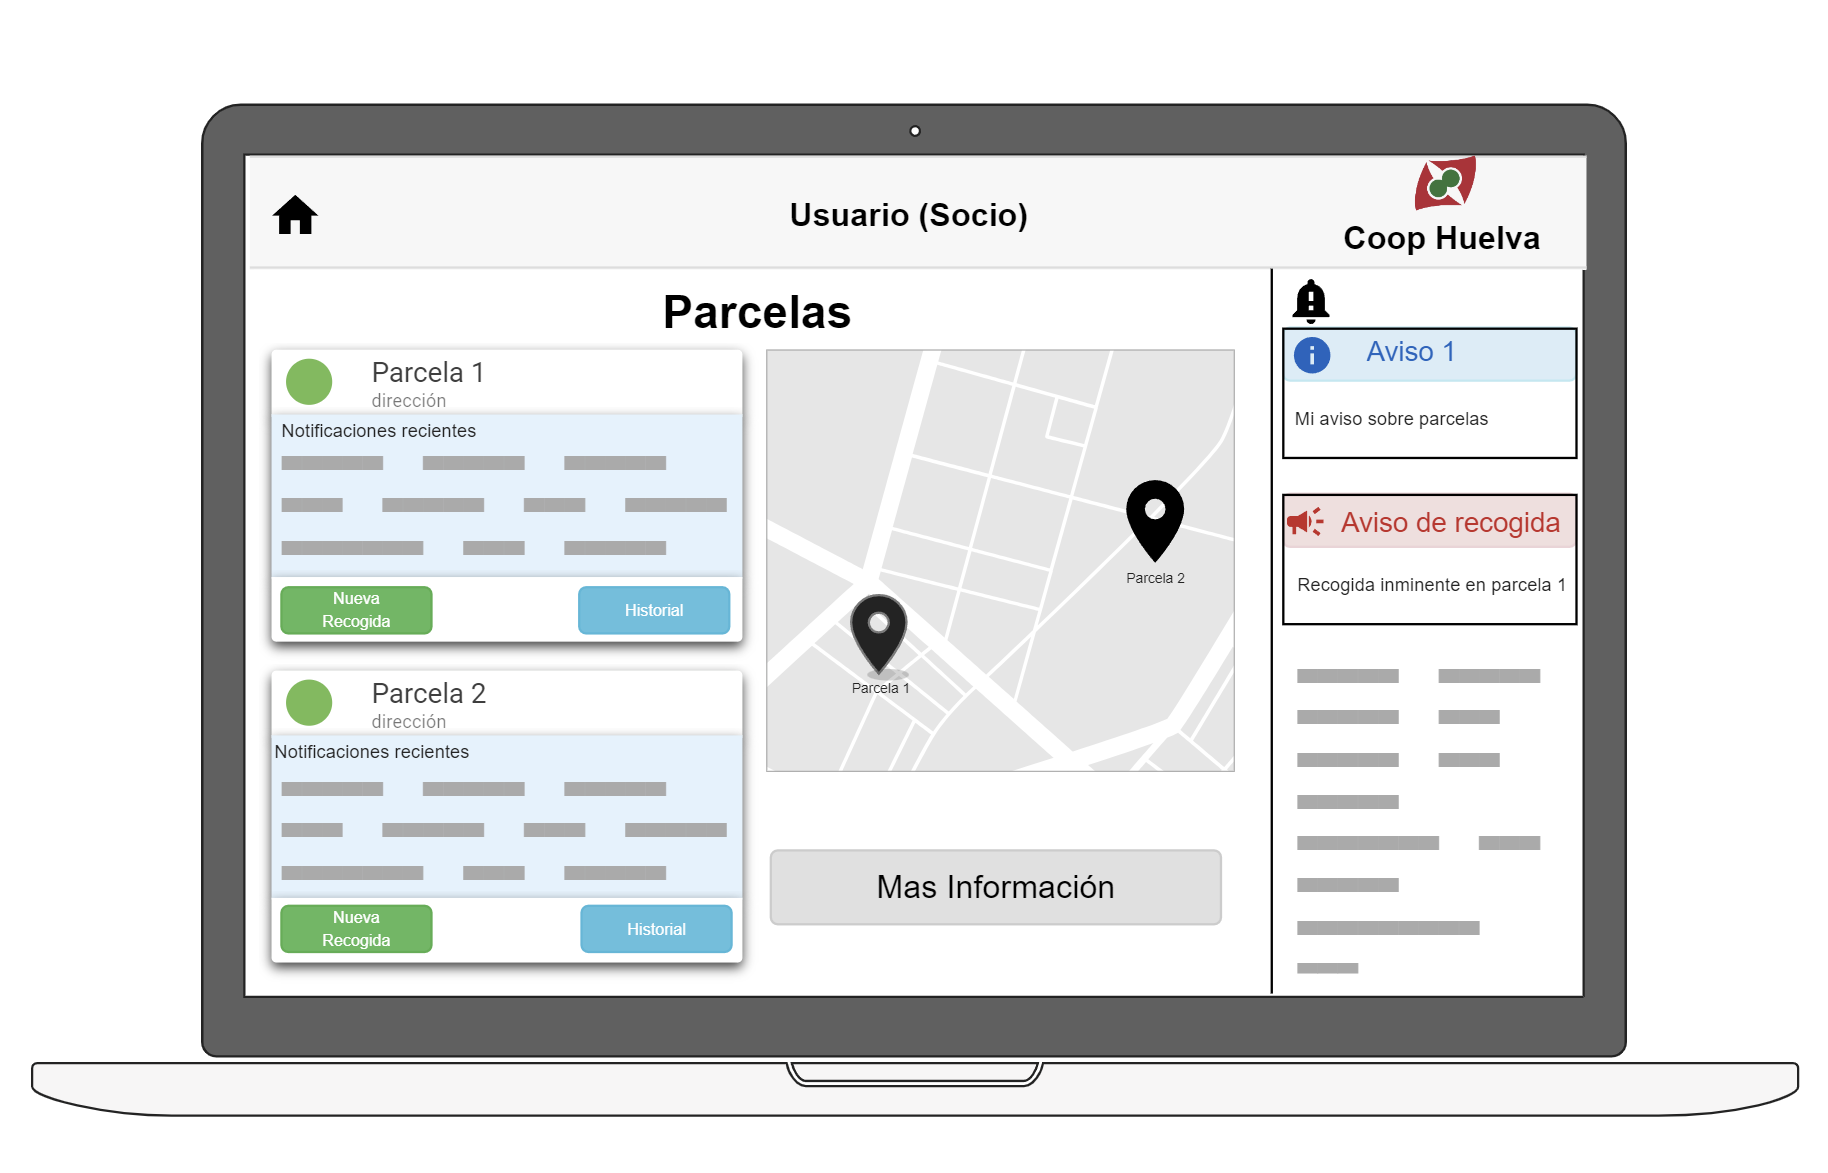 Usuario (Socio)
Coop Huelva
Parcelas
Parcela 1
dirección
Notificaciones recientes
Nueva
Recogida
Historial
Parcela 2
dirección
Notificaciones recientes
Nueva
Recogida
Historial
Parcela 2
Parcela 1
Mas Información
Aviso 1
Mi aviso sobre parcelas
Aviso de recogida
Recogida inminente en parcela 1